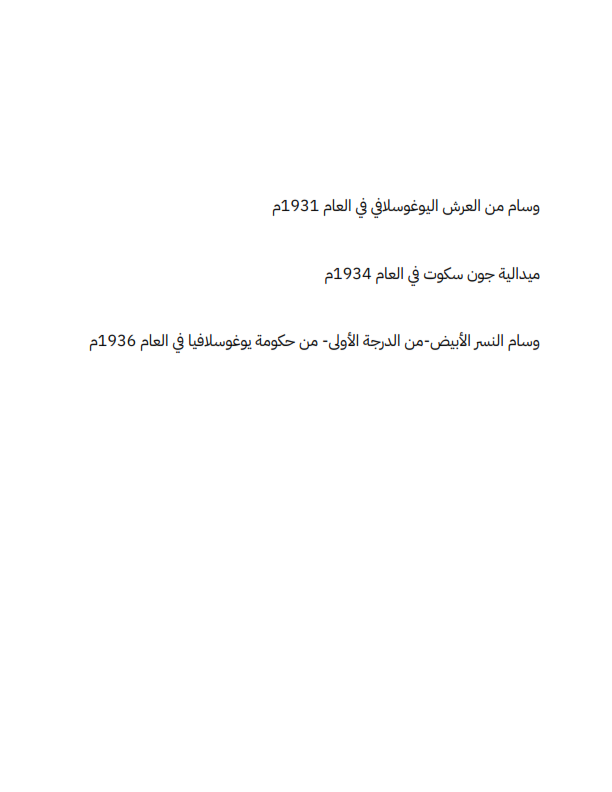 وسام من العرش اليوغوسلافي في العام 1931م
ميدالية جون سكوت في العام 1934م
وسام النسر الأبيض-من الدرجة الأولى- من حكومة يوغوسلافيا في العام 1936م